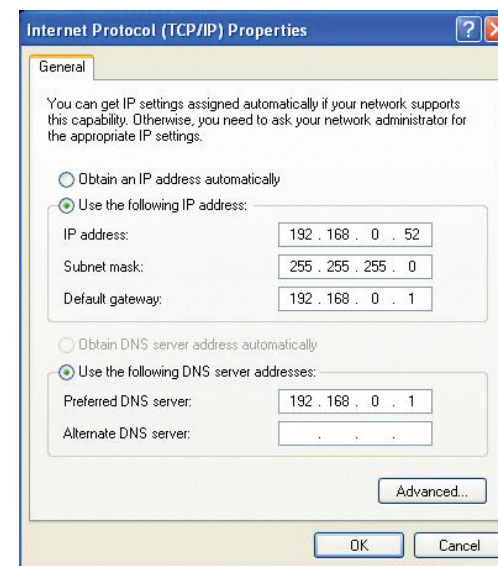 Internet Protocol (TCP/IP) Properties
General
You can get IP settings assigned automatically if your network supports
this capability. Otherwise, you need to ask your network administrator for
the appropriate IP settings.
Obtain an IP address automatically
Use the following IP address:
IP address: 192 . 168 . 0 . 52
Subnet mask: 255 . 255 . 255 . 0
Default gateway: 192 . 168 . 0 . 1
Obtain DNS server address automatically
Use the following DNS server addresses:
Preferred DNS server: 192 . 168 . 0 . 1
Alternate DNS server: . . .
Advanced...
OK Cancel